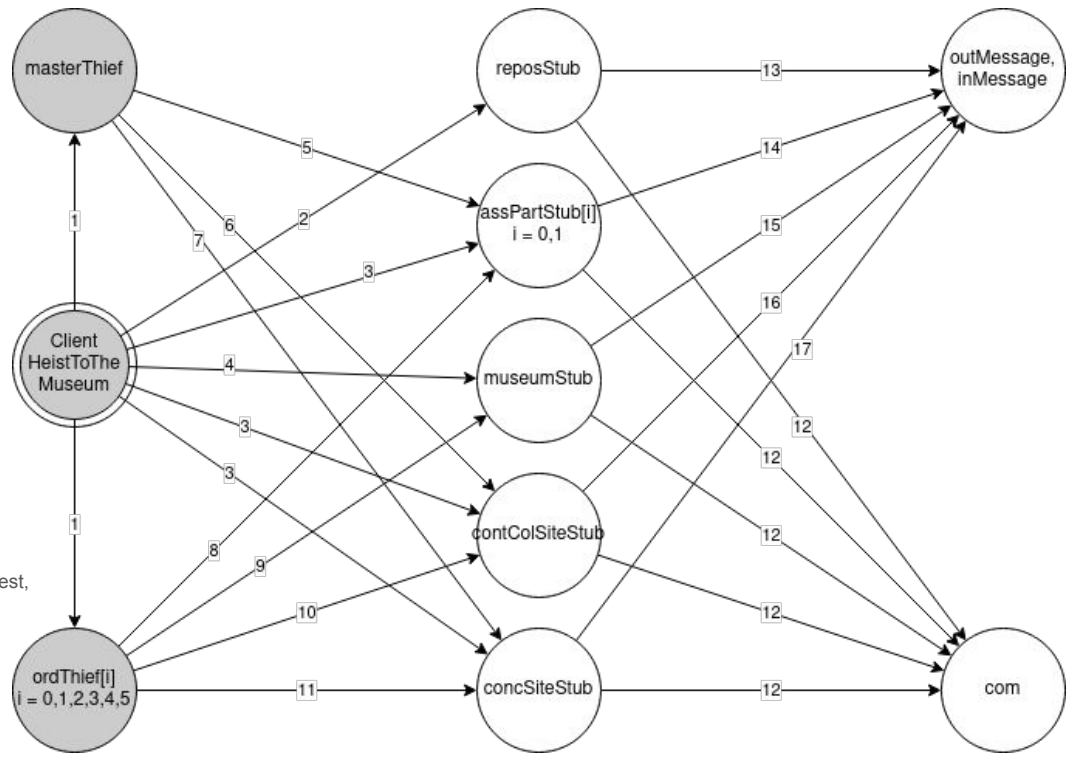 masterThief
reposStub
outMessage,
inMessage
13
5
14
assPartStub[i]
i = 0,1
1
2
6
7
15
3
16
Client
HeistToThe
Museum
4
museumStub
17
3
12
3
12
1
contColSiteStub
12
8
9
est,
10
12
ordThief[i]
i = 0,1,2,3,4,5
11
concSiteStub
12
com